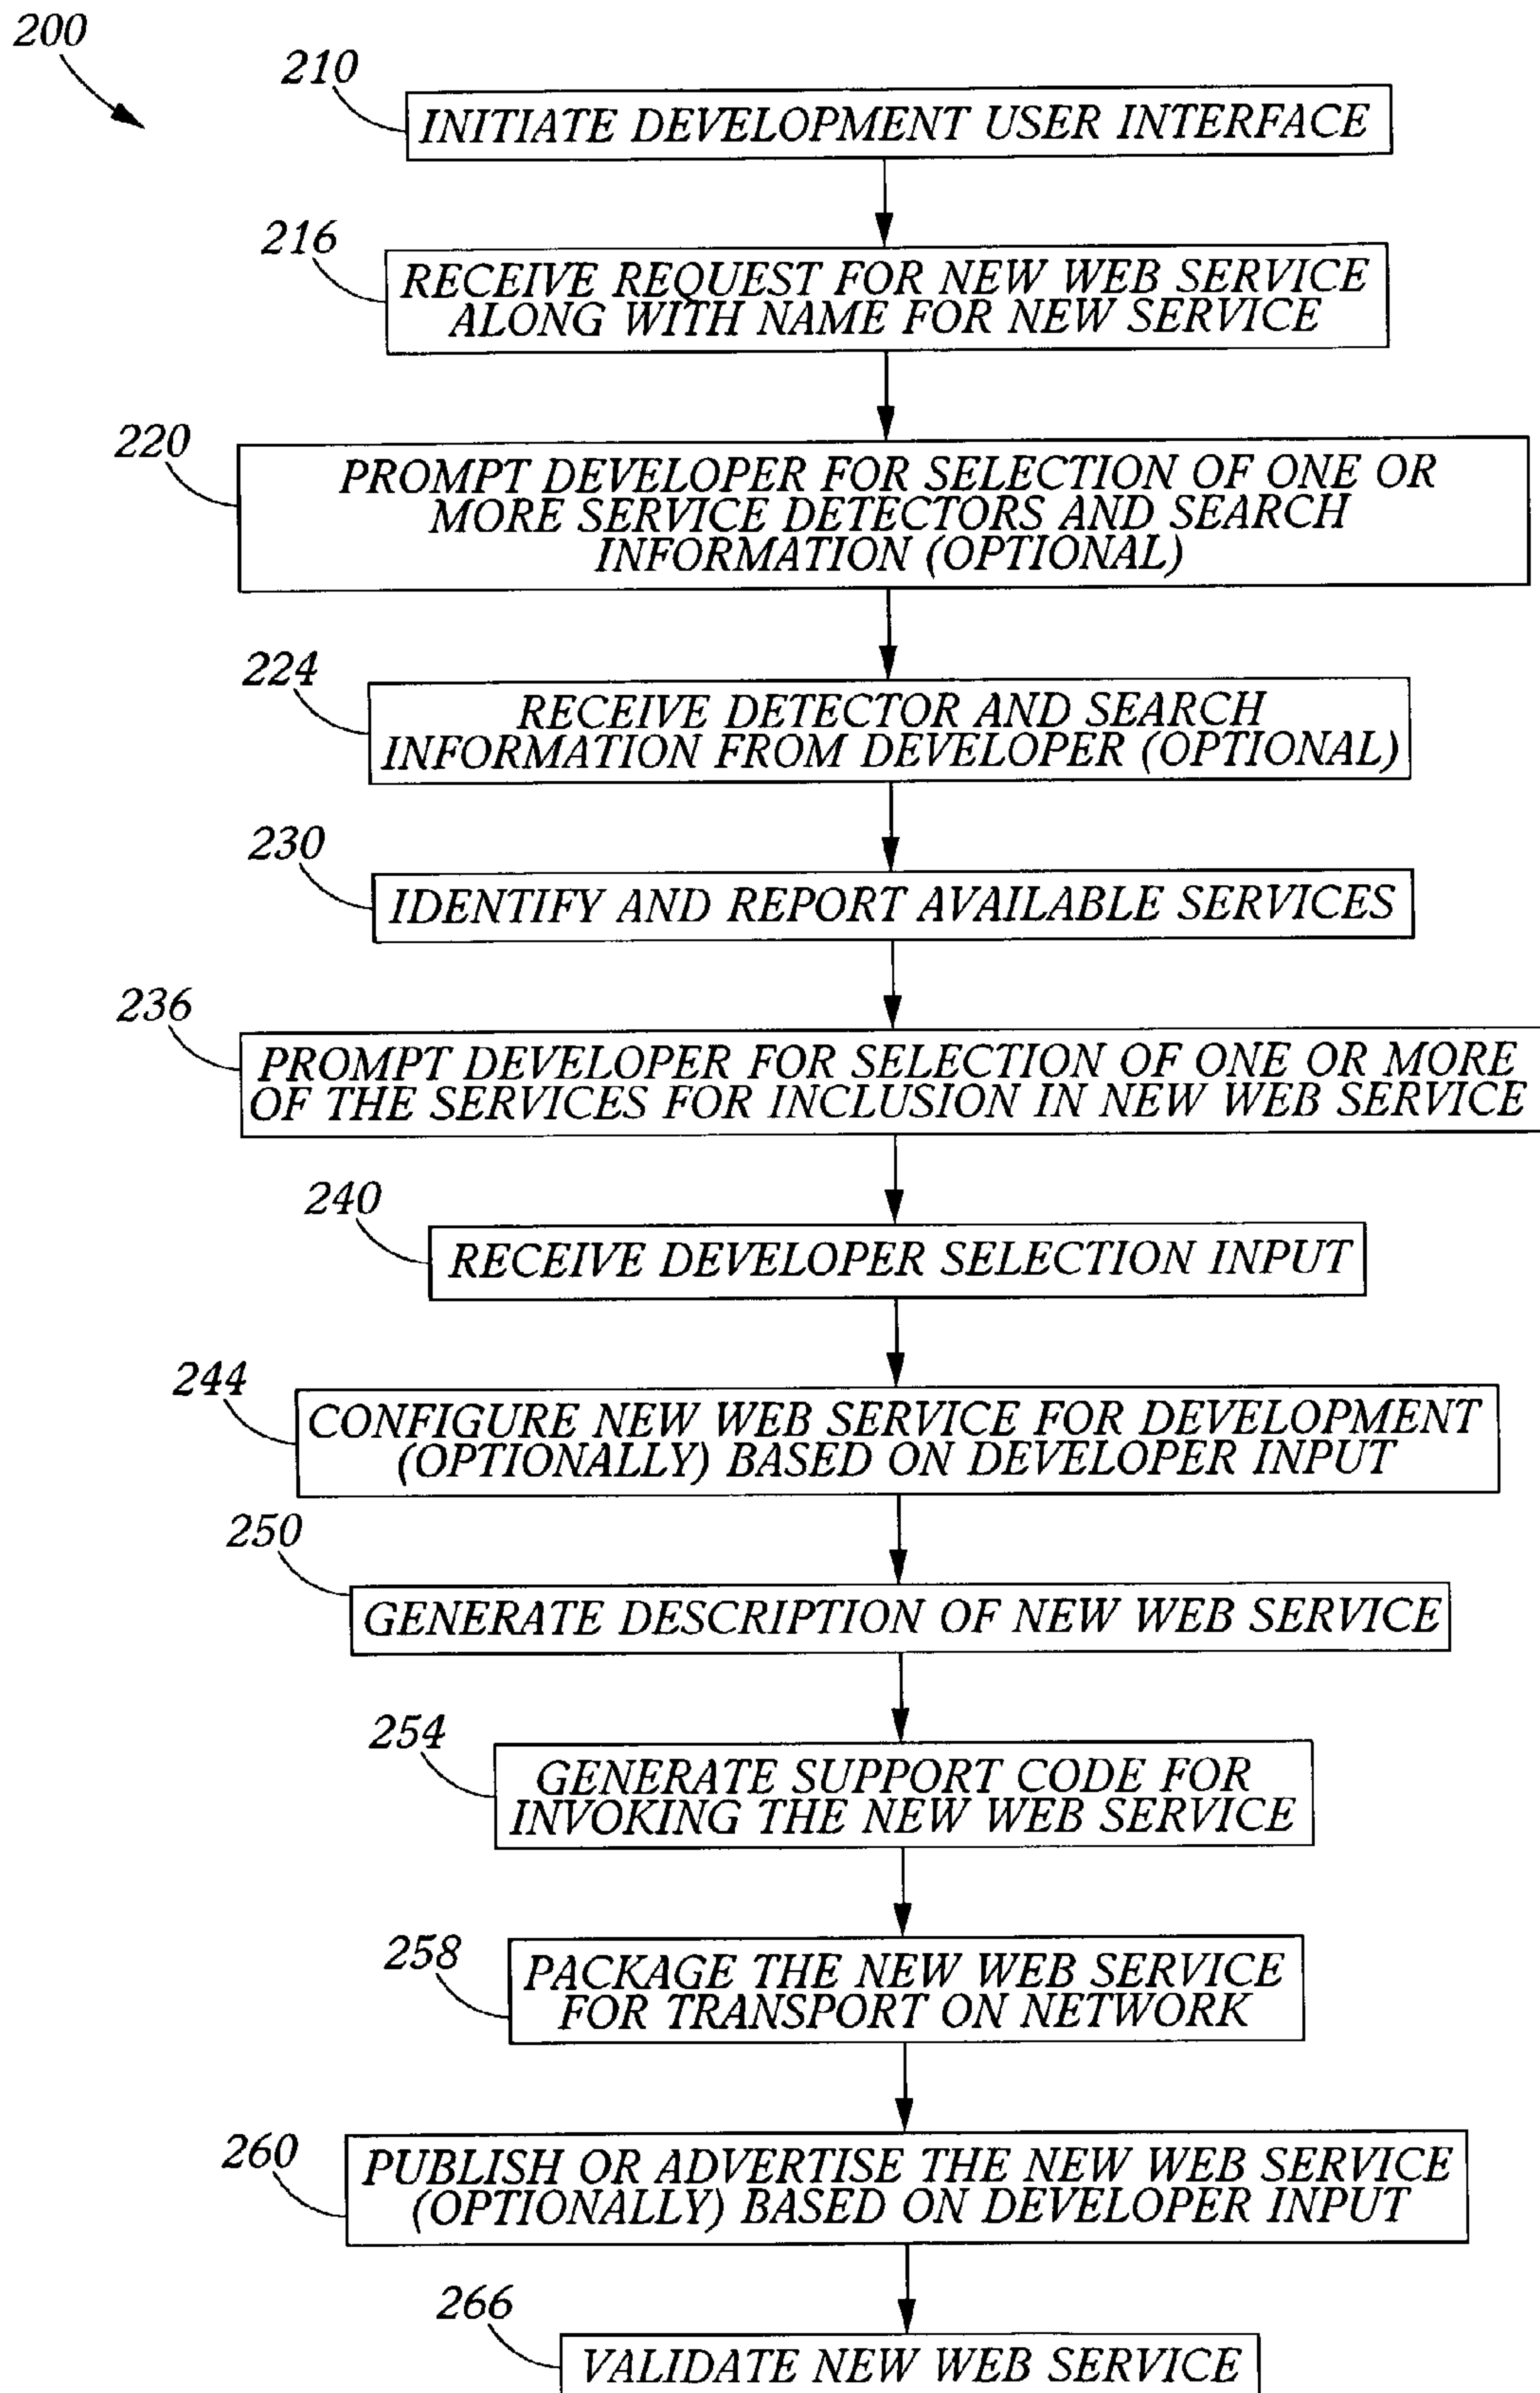 200
210
INITIATE DEVELOPMENT USER INTERFACE
216
RECEIVE REQUEST FOR NEW WEB SERVICE
ALONG WITH NAME FOR NEW SERVICE
220
PROMPT DEVELOPER FOR SELECTION OF ONE OR
MORE SERVICE DETECTORS AND SEARCH
INFORMATION (OPTIONAL)
224
RECEIVE DETECTOR AND SEARCH
INFORMATION FROM DEVELOPER (OPTIONAL)
230
IDENTIFY AND REPORT AVAILABLE SERVICES
236
PROMPT DEVELOPER FOR SELECTION OF ONE OR MORE
OF THE SERVICES FOR INCLUSION IN NEW WEB SERVICE
240
RECEIVE DEVELOPER SELECTION INPUT
244
CONFIGURE NEW WEB SERVICE FOR DEVELOPMENT
(OPTIONALLY) BASED ON DEVELOPER INPUT
250
GENERATE DESCRIPTION OF NEW WEB SERVICE
254
GENERATE SUPPORT CODE FOR
INVOKING THE NEW WEB SERVICE
258
PACKAGE THE NEW WEB SERVICE
FOR TRANSPORT ON NETWORK
260
PUBLISH OR ADVERTISE THE NEW WEB SERVICE
(OPTIONALLY) BASED ON DEVELOPER INPUT
266
VALIDATE NEW WEB SERVICE